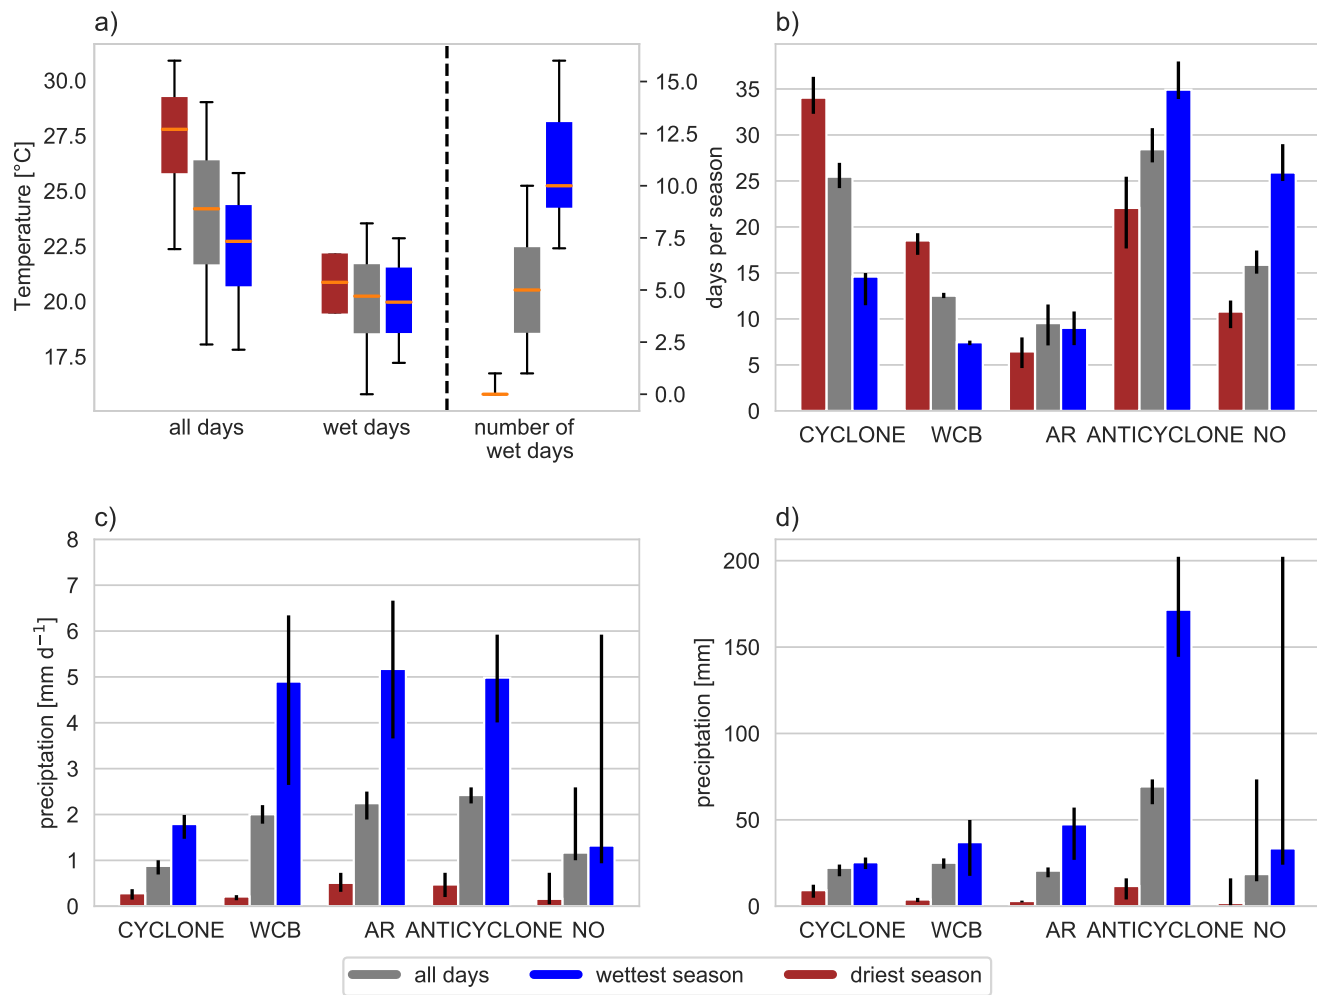 a)
Temperature [°C]
30.0
27.5
25.0
22.5
20.0
17.5
15.0
12.5
10.0
7.5
5.0
2.5
0.0
all days
wet days
number of
wet days
b)
days per season
35
30
25
20
15
10
5
0
CYCLONE WCB AR ANTICYCLONE NO
c)
preciptation [mm d⁻¹]
8
7
6
5
4
3
2
1
0
CYCLONE WCB AR ANTICYCLONE NO
d)
preciptation [mm]
200
150
100
50
0
CYCLONE WCB AR ANTICYCLONE NO
all days wettest season driest season